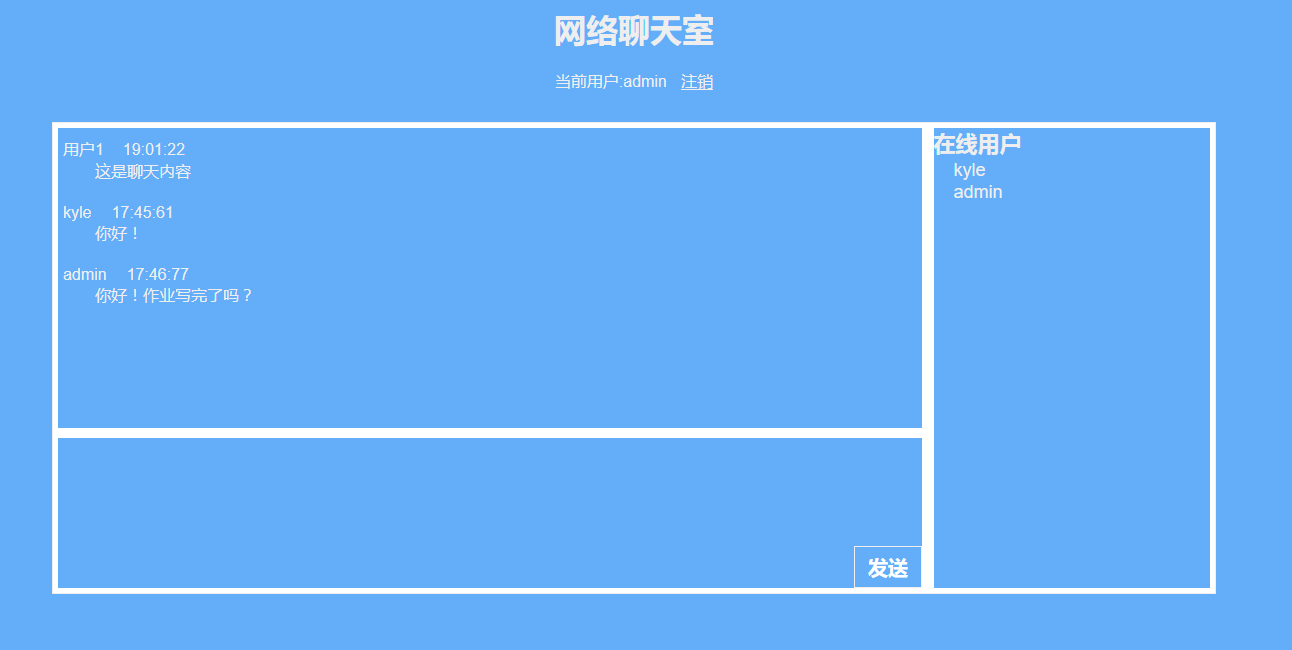 网络聊天室
当前用户:admin 注销
用户1 19:01:22
这是聊天内容
kyle 17:45:61
你好！
admin 17:46:77
你好！作业写完了吗？
发送
在线用户
kyle
admin